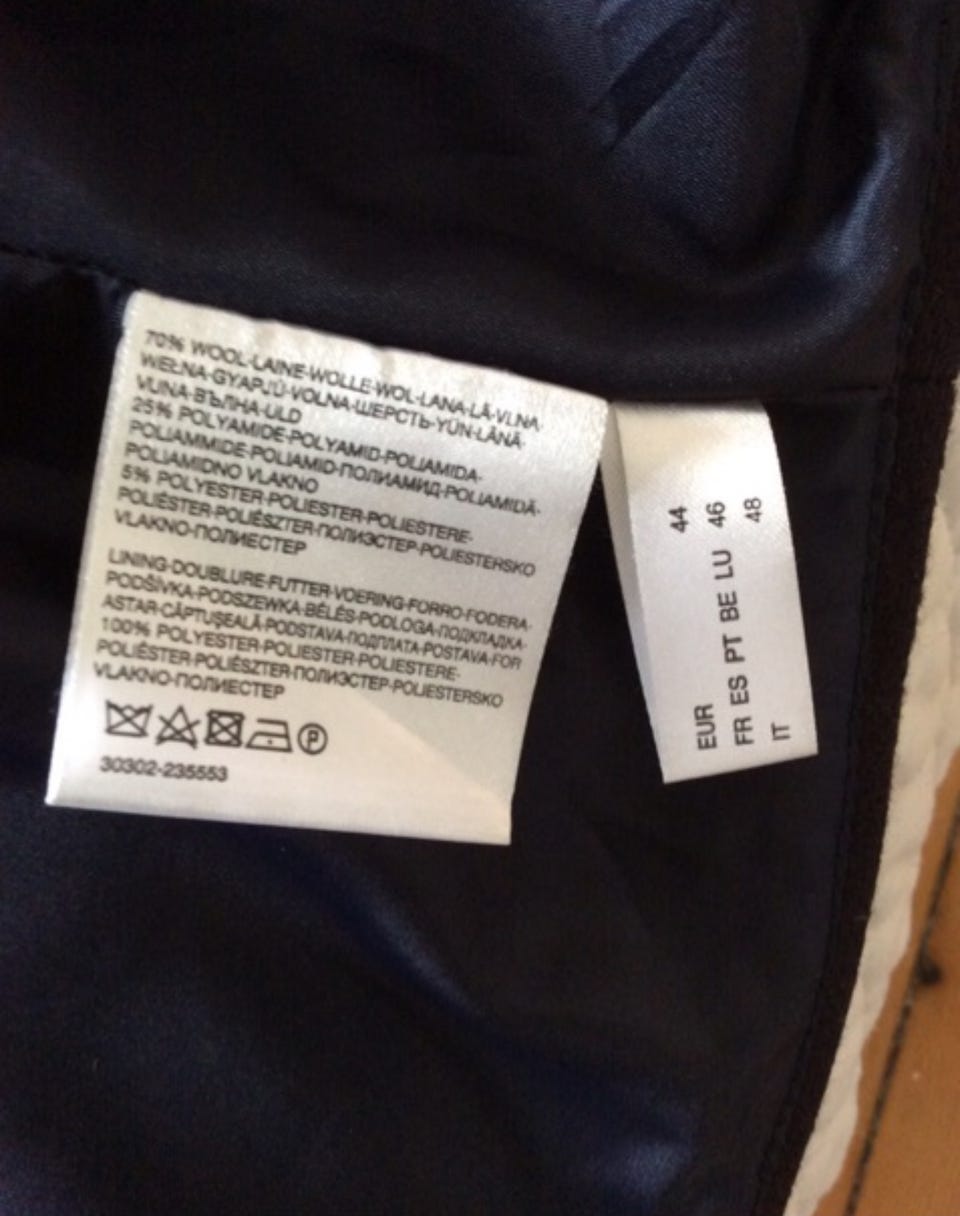 70% WOOL-LAINE-WOLLE-WOL-LANA-LÃ-VLNA-
WEŁNA-GYAPJÚ-VOLNA-ШЕРСТЬ-YÜN-LÂNĂ-
VUNA-ВЪЛНА-ULD
25% POLYAMIDE-POLYAMID-POLIAMIDA-
POLIAMMIDE-POLIAMID-ПОЛИАМИД-POLIAMIDĂ-
POLIAMIDNO VLAKNO
5% POLYESTER-POLIESTER-POLIESTERE-
POLIÉSTER-POLIÉSZTER-ПОЛИЭСТЕР-POLIESTERSKO
VLAKNO-ПОЛИЕСТЕР
LINING-DOUBLURE-FUTTER-VOERING-FORRO-FODERA-
PODŠÍVKA-PODSZEWKA-BÉLÉS-PODLOGA-ПОДКЛАДКА-
ASTAR-CĂPTUŞEALĂ-PODSTAVA-ПОДПЛАТА-POSTAVA-FOR
100% POLYESTER-POLIESTER-POLIESTERE-
POLIÉSTER-POLIÉSZTER-ПОЛИЭСТЕР-POLIESTERSKO
VLAKNO-ПОЛИЕСТЕР
P
30302-235553
EUR 44
FR ES PT BE LU 46
IT 48